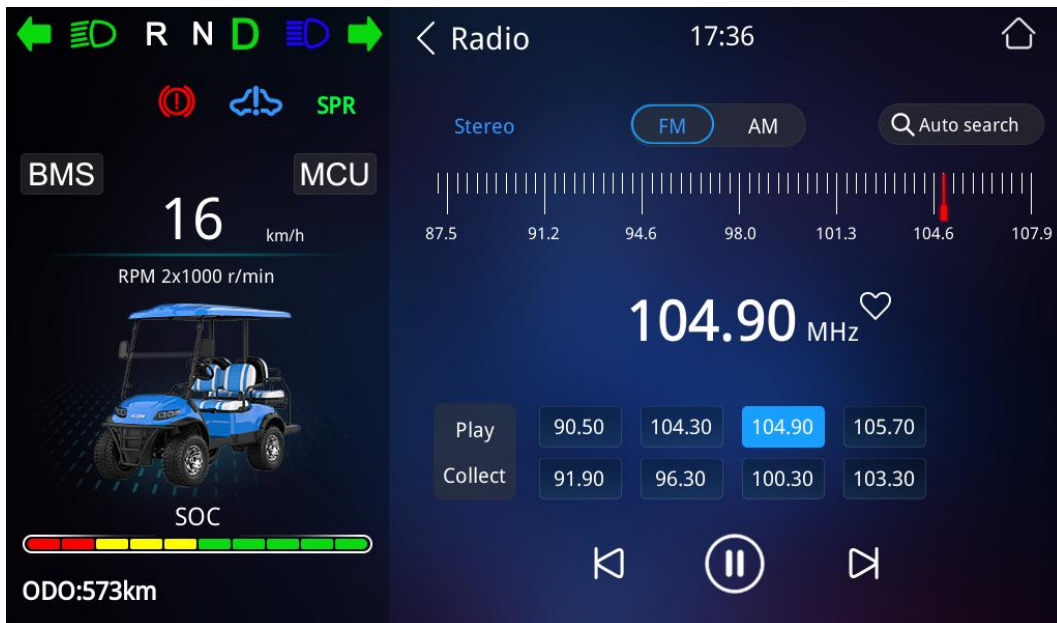 R N D
SPR
BMS MCU
16 km/h
RPM 2x1000 r/min
ICON
SOC
ODO:573km
Radio 17:36
Stereo FM AM Auto search
87.5 91.2 94.6 98.0 101.3 104.6 107.9
104.90 MHz
Play 90.50 104.30 104.90 105.70
Collect 91.90 96.30 100.30 103.30